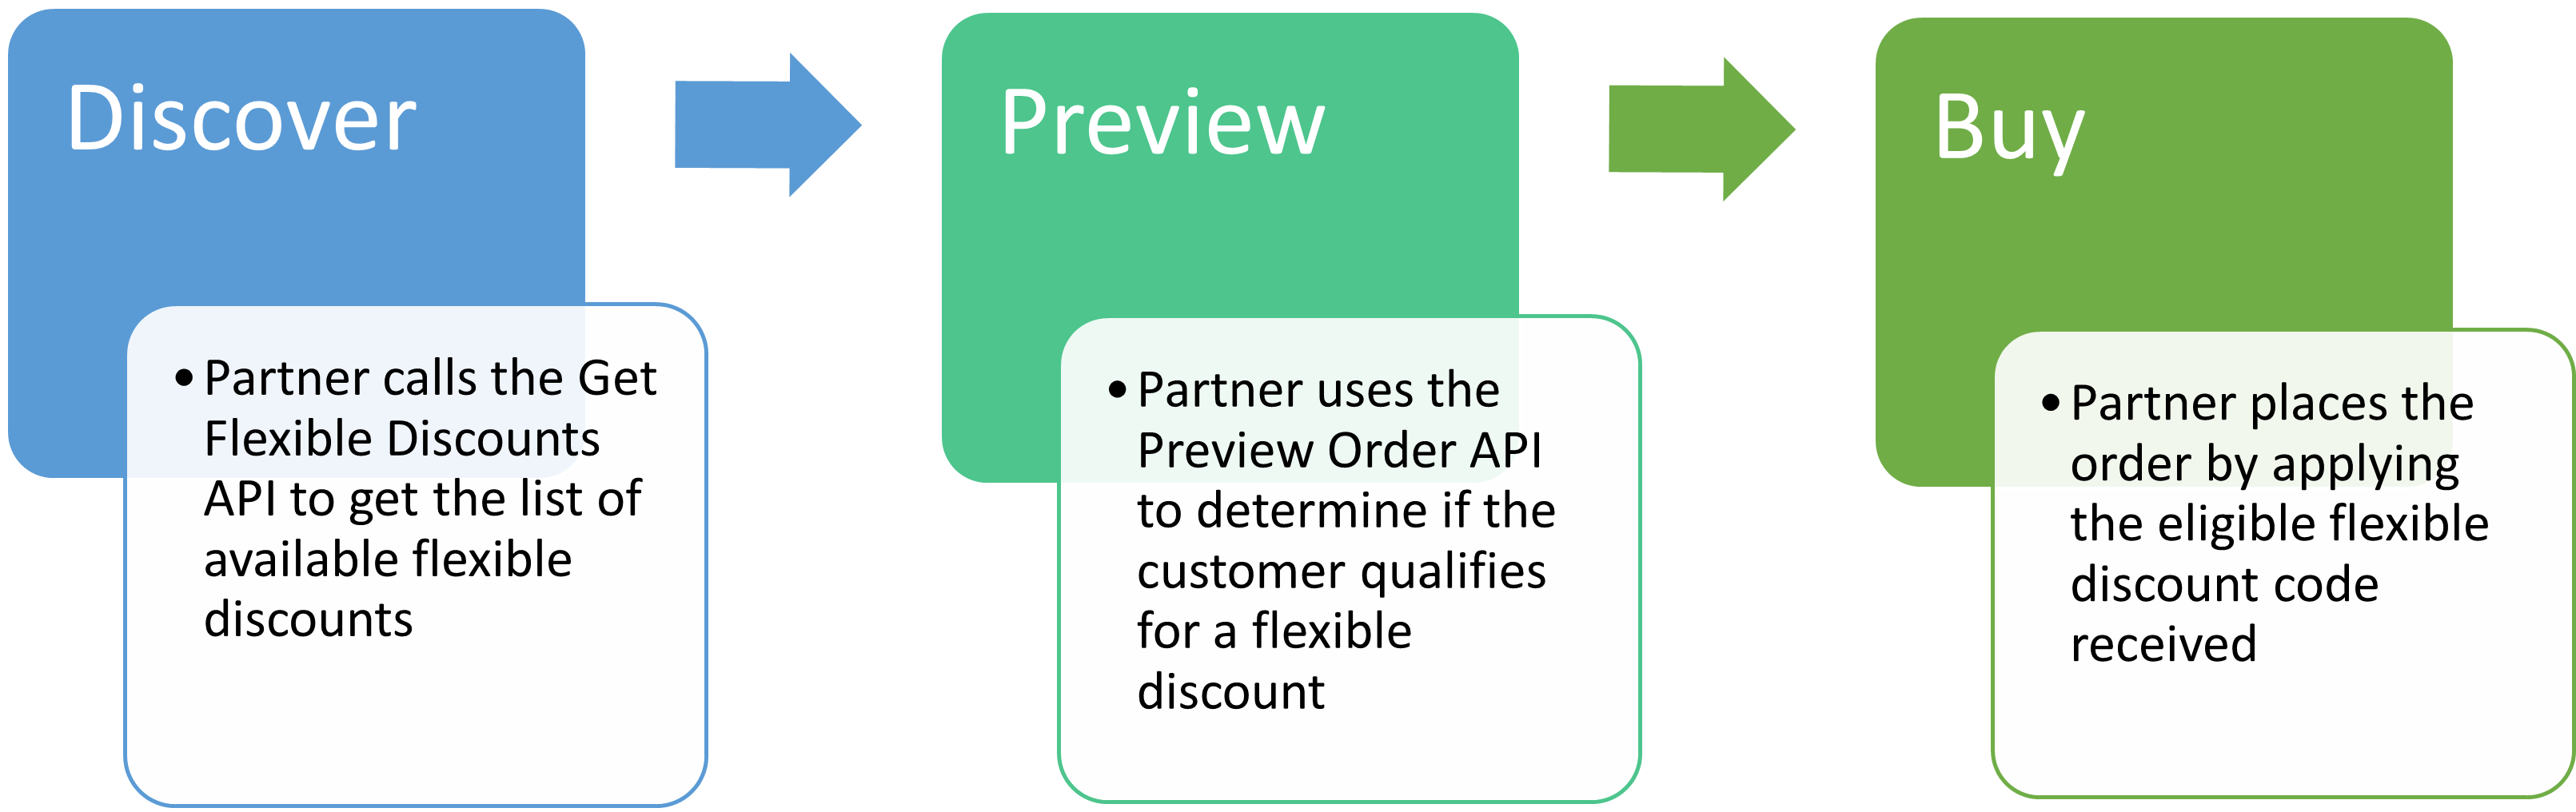 Discover
• Partner calls the Get
Flexible Discounts
API to get the list of
available flexible
discounts
Preview
• Partner uses the
Preview Order API
to determine if the
customer qualifies
for a flexible
discount
Buy
• Partner places the
order by applying
the eligible flexible
discount code
received